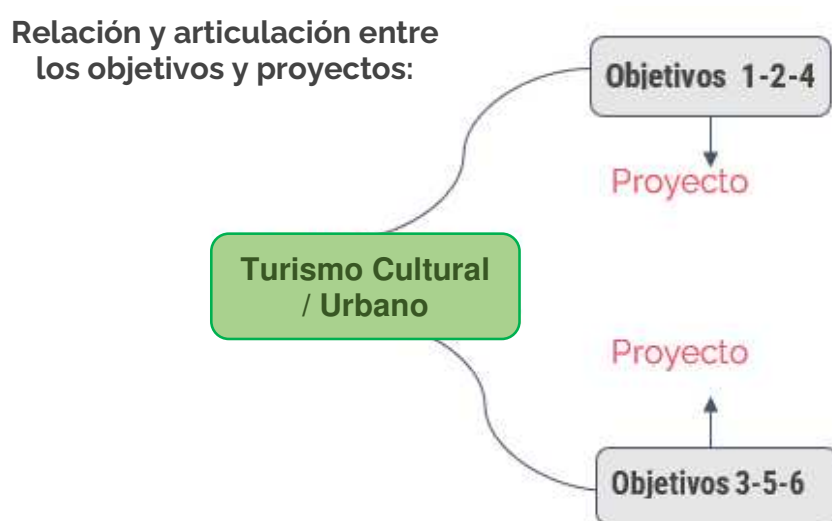 Relación y articulación entre
los objetivos y proyectos:
Objetivos 1-2-4
Proyecto
Turismo Cultural
/ Urbano
Proyecto
Objetivos 3-5-6